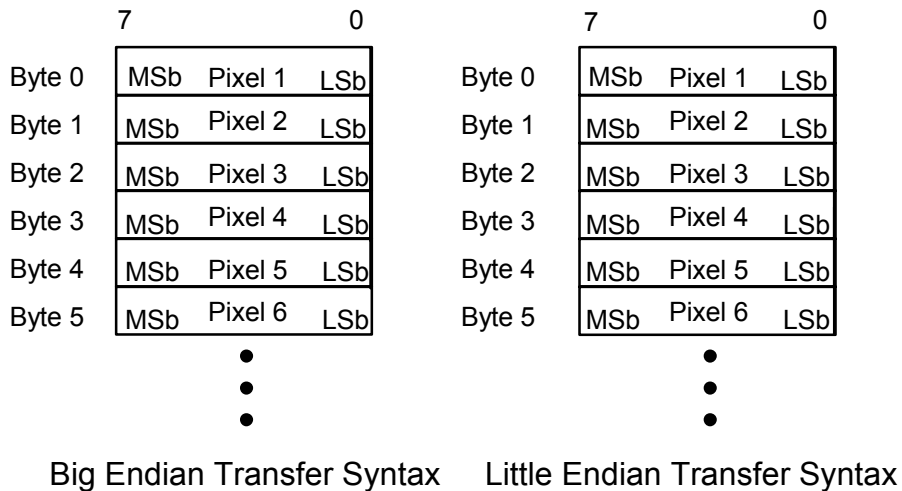 7 0 7 0
Byte 0 MSb Pixel 1 LSb Byte 0 MSb Pixel 1 LSb
Byte 1 MSb Pixel 2 LSb Byte 1 MSb Pixel 2 LSb
Byte 2 MSb Pixel 3 LSb Byte 2 MSb Pixel 3 LSb
Byte 3 MSb Pixel 4 LSb Byte 3 MSb Pixel 4 LSb
Byte 4 MSb Pixel 5 LSb Byte 4 MSb Pixel 5 LSb
Byte 5 MSb Pixel 6 LSb Byte 5 MSb Pixel 6 LSb
Big Endian Transfer Syntax Little Endian Transfer Syntax